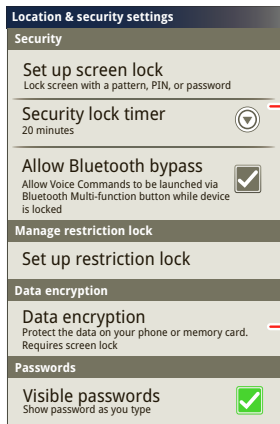 Location & security settings
Security
Set up screen lock
Lock screen with a pattern, PIN, or password
Security lock timer
20 minutes
Allow Bluetooth bypass
Allow Voice Commands to be launched via
Bluetooth Multi-function button while device
is locked
Manage restriction lock
Set up restriction lock
Data encryption
Data encryption
Protect the data on your phone or memory card.
Requires screen lock
Passwords
Visible passwords
Show password as you type